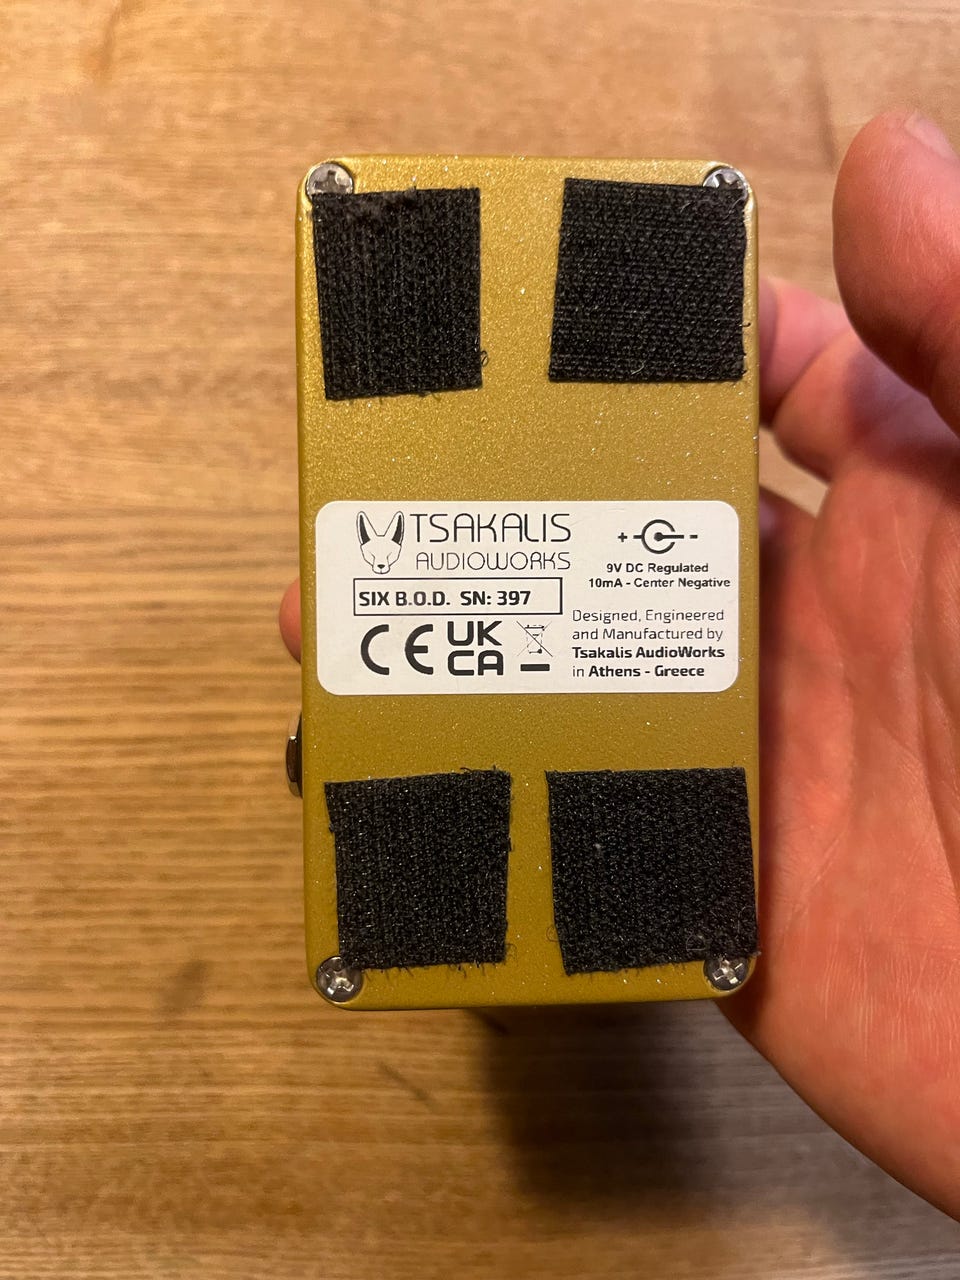 TSAKALIS
AUDIOWORKS
SIX B.O.D. SN: 397
CE UK
CA
+ -
9V DC Regulated
10mA - Center Negative
Designed, Engineered
and Manufactured by
Tsakalis AudioWorks
in Athens - Greece